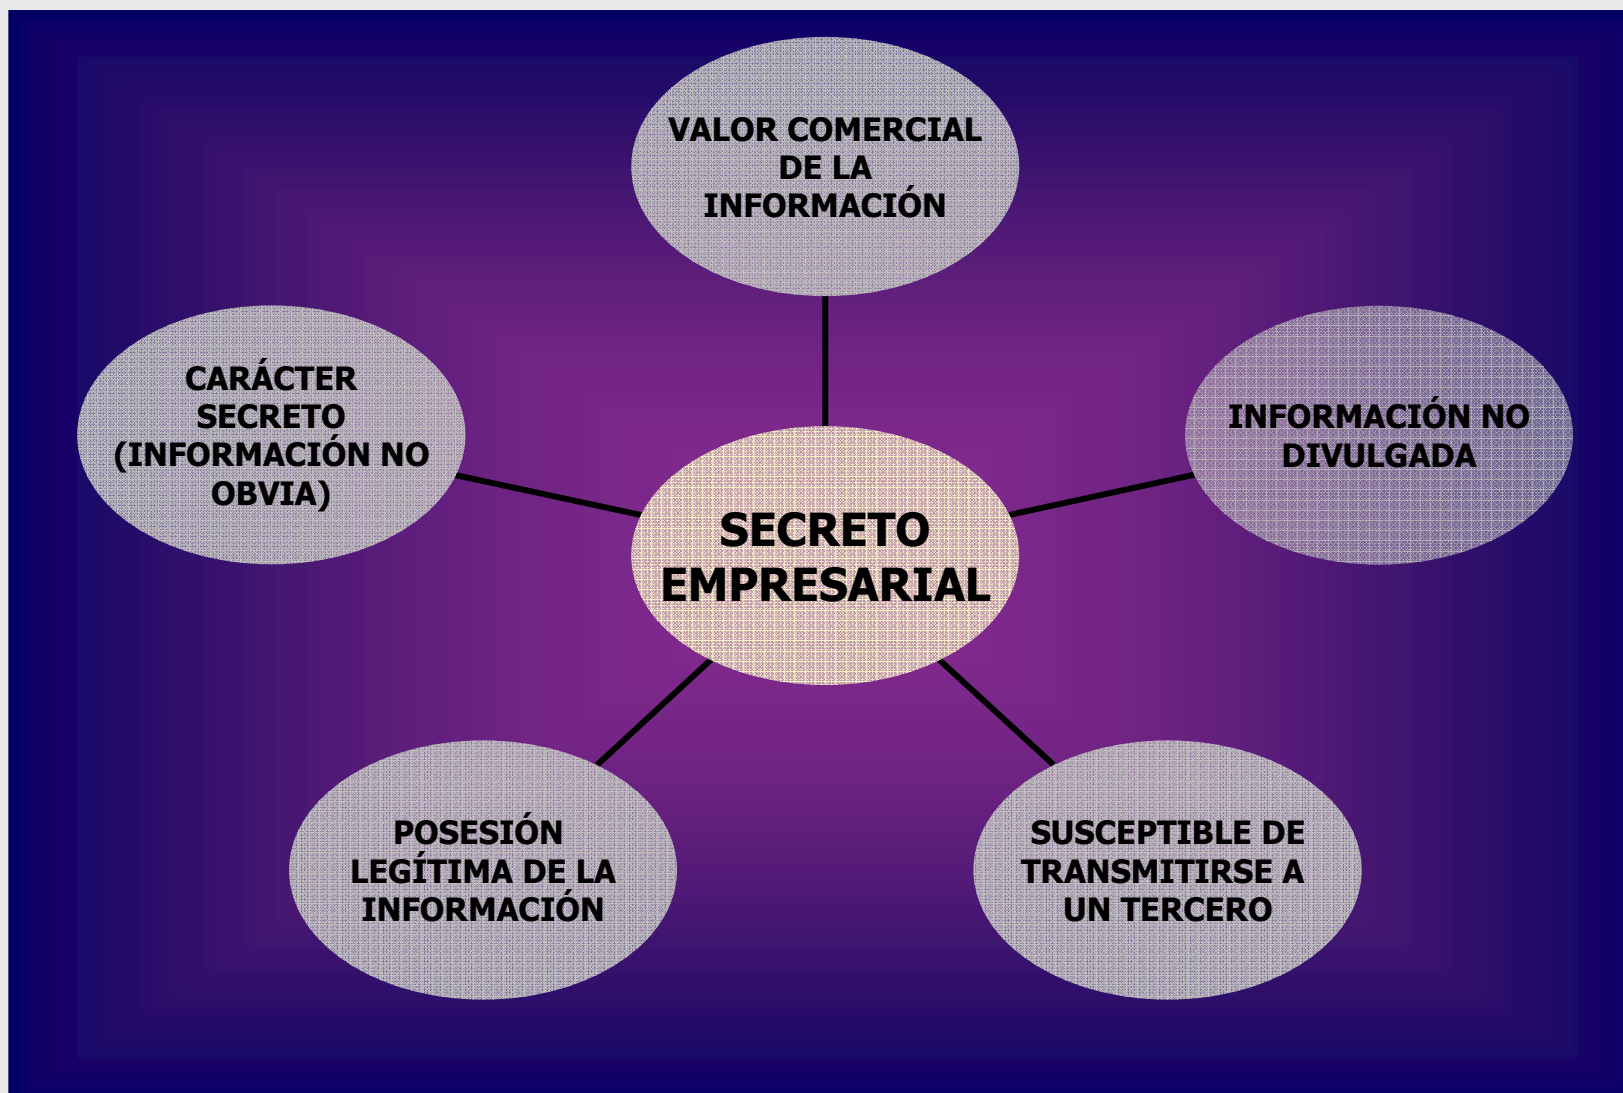 VALOR COMERCIAL
DE LA
INFORMACIÓN
CARÁCTER
SECRETO
(INFORMACIÓN NO
OBVIA)
INFORMACIÓN NO
DIVULGADA
SECRETO
EMPRESARIAL
POSESIÓN
LEGÍTIMA DE LA
INFORMACIÓN
SUSCEPTIBLE DE
TRANSMITIRSE A
UN TERCERO